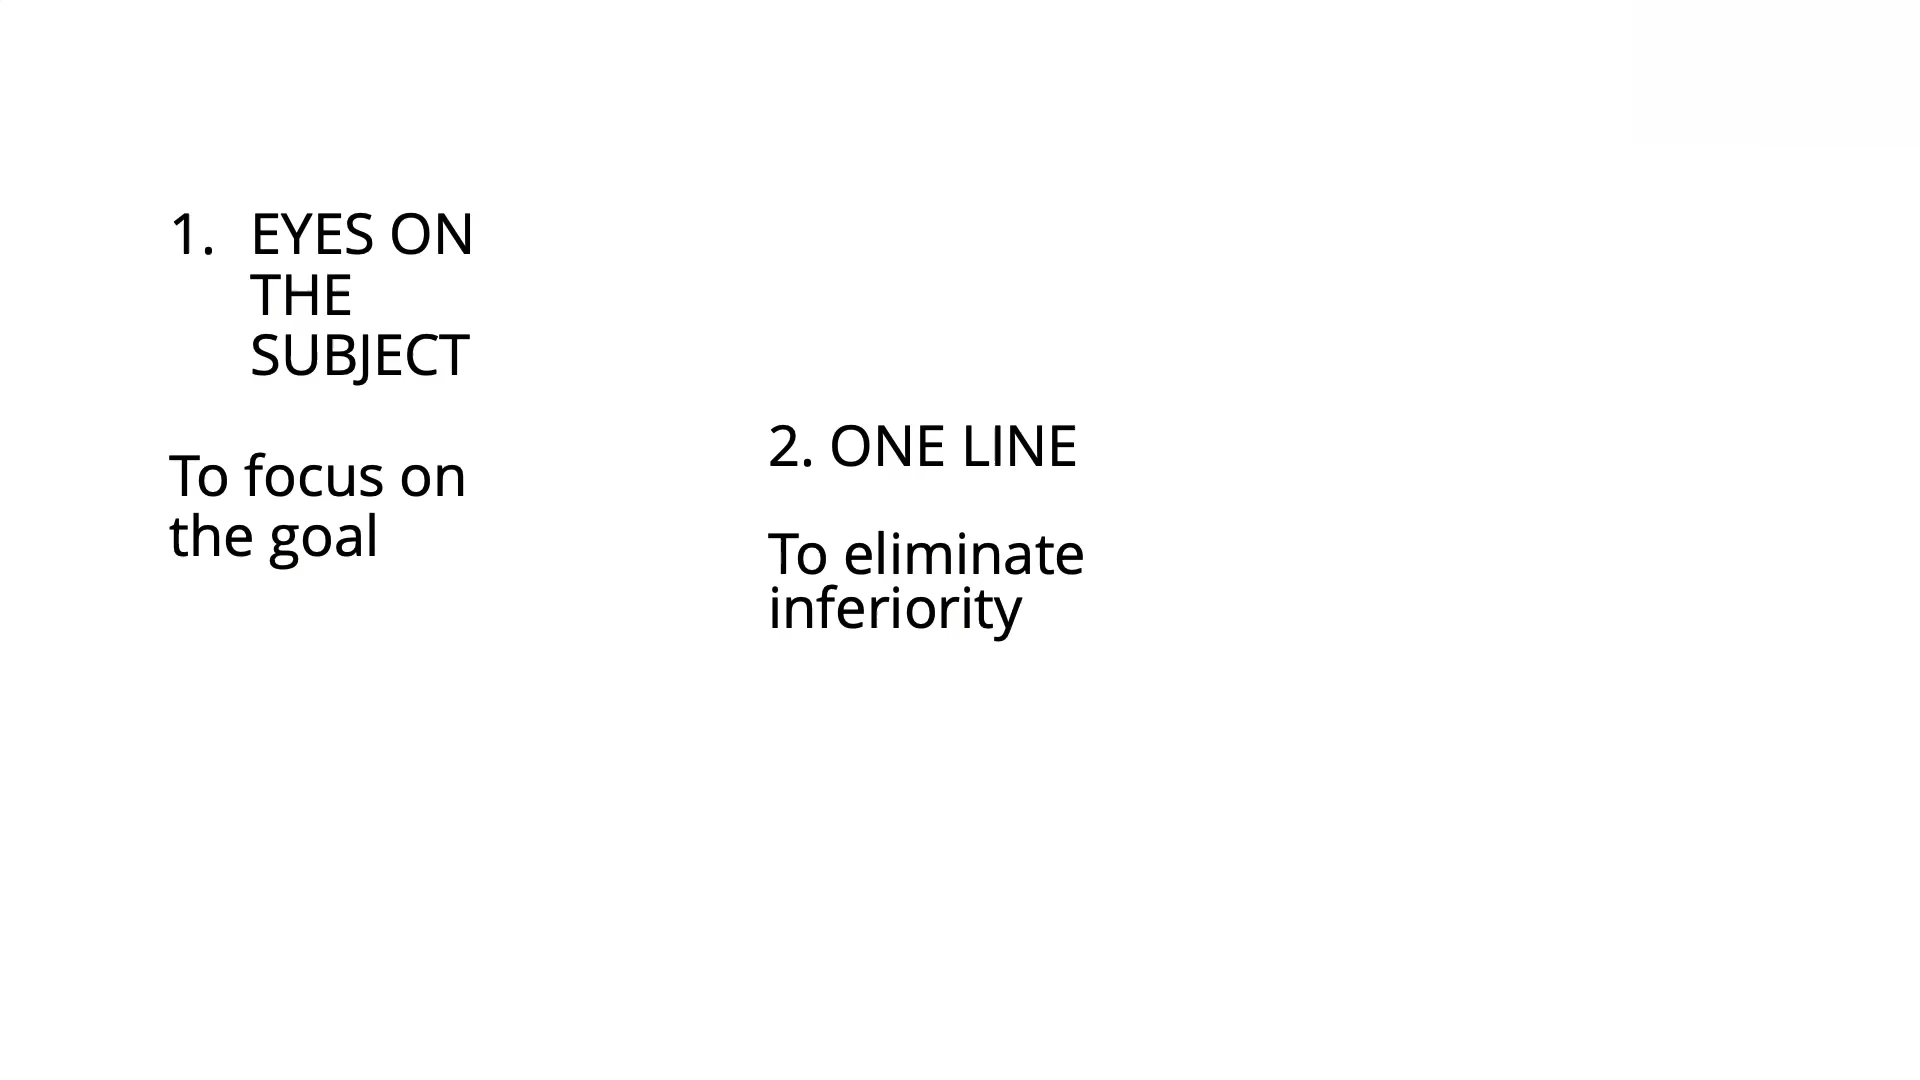 1. EYES ON
THE
SUBJECT
To focus on
the goal
2. ONE LINE
To eliminate
inferiority